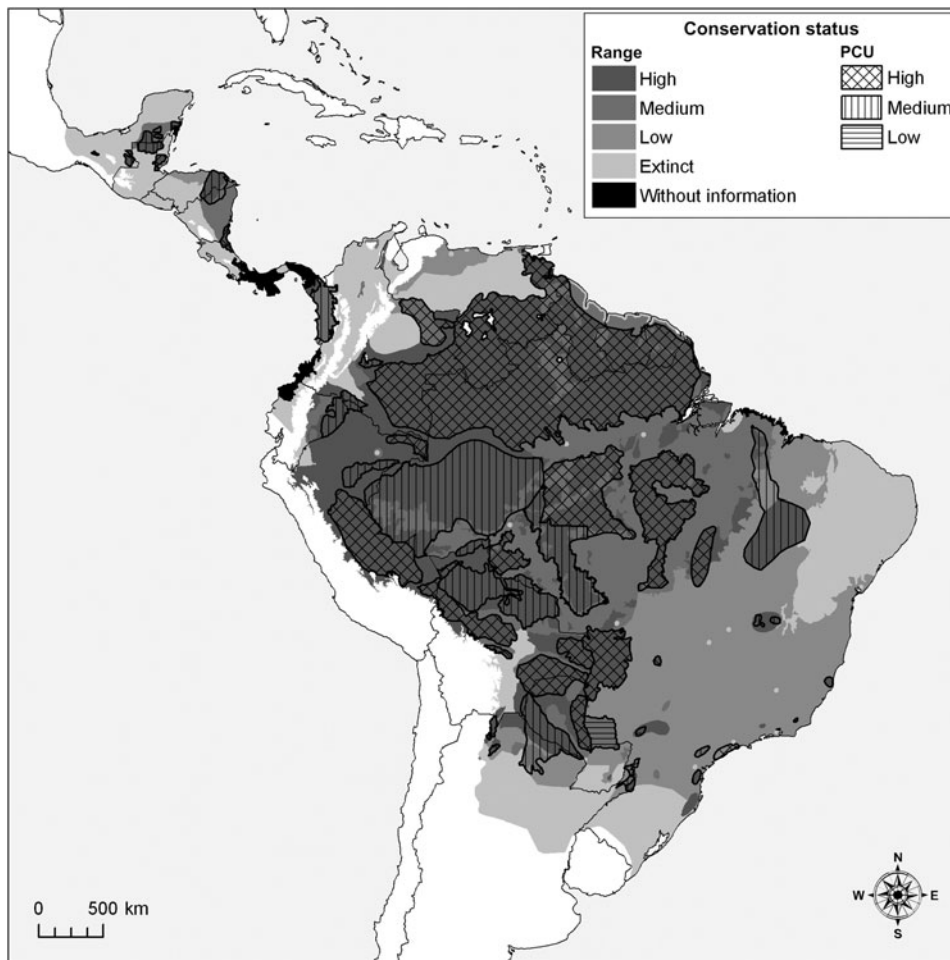 Conservation status
Range
PCU
High
Medium
Low
Extinct
Without information
High
Medium
Low
0 500 km
N
W E
S